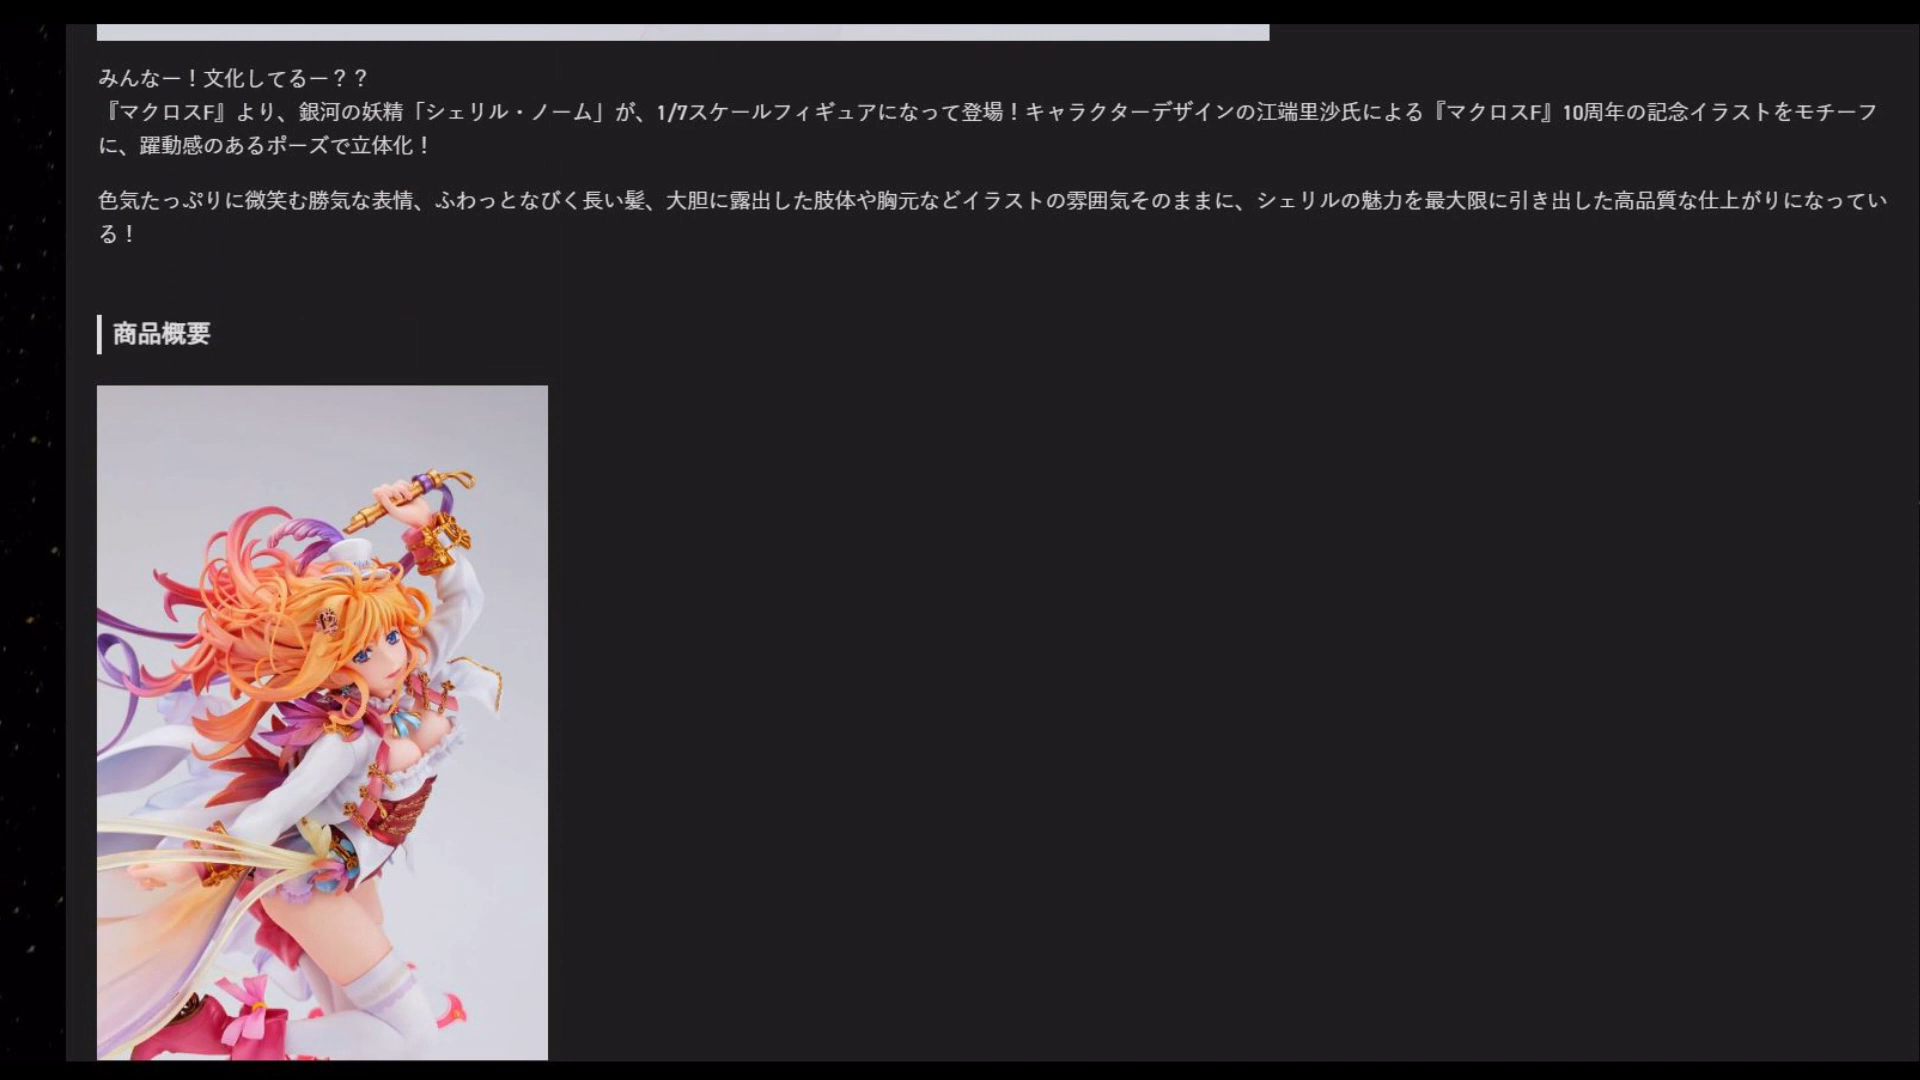 みんなー！文化してるー？？
『マクロスF』より、銀河の妖精「シェリル・ノーム」が、1/7スケールフィギュアになって登場！キャラクターデザインの江端里沙氏による『マクロスF』10周年の記念イラストをモチーフ
に、躍動感のあるポーズで立体化！
色気たっぷりに微笑む勝気な表情、ふわっとなびく長い髪、大胆に露出した肢体や胸元などイラストの雰囲気そのままに、シェリルの魅力を最大限に引き出した高品質な仕上がりになってい
る！
商品概要